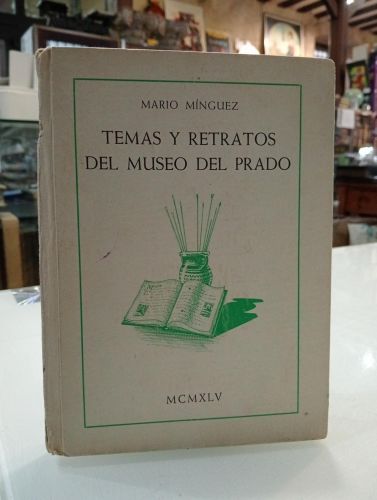 MARIO MÍNGUEZ
TEMAS Y RETRATOS
DEL MUSEO DEL PRADO
MCMXLV